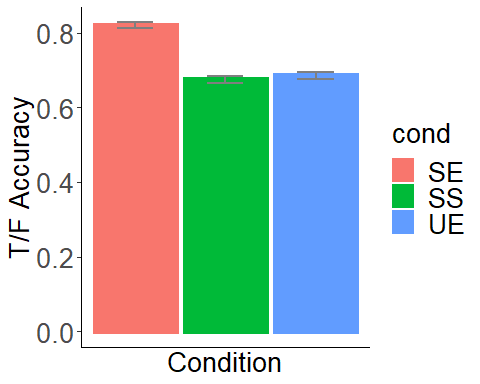 T/F Accuracy
0.8
0.6
0.4
0.2
0.0
Condition
cond
SE
SS
UE